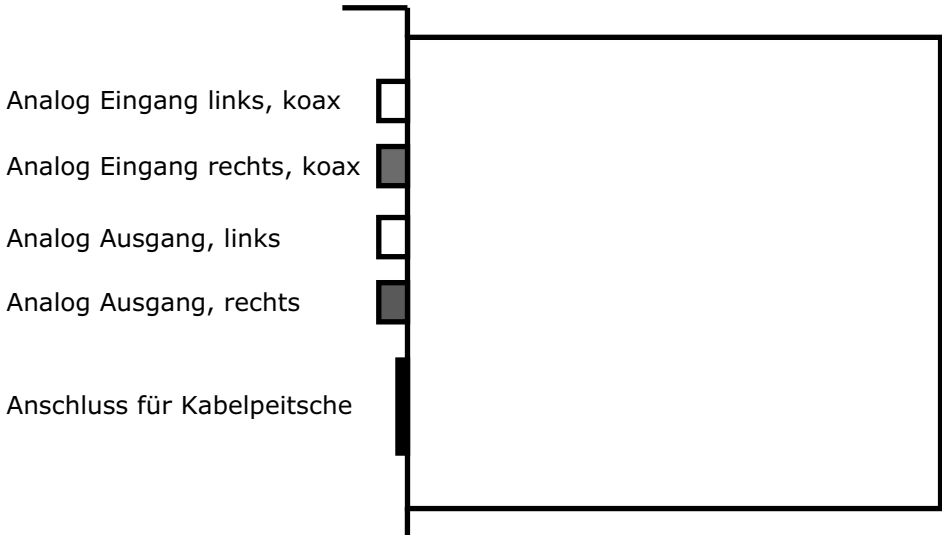 Analog Eingang links, koax
Analog Eingang rechts, koax
Analog Ausgang, links
Analog Ausgang, rechts
Anschluss für Kabelpeitsche